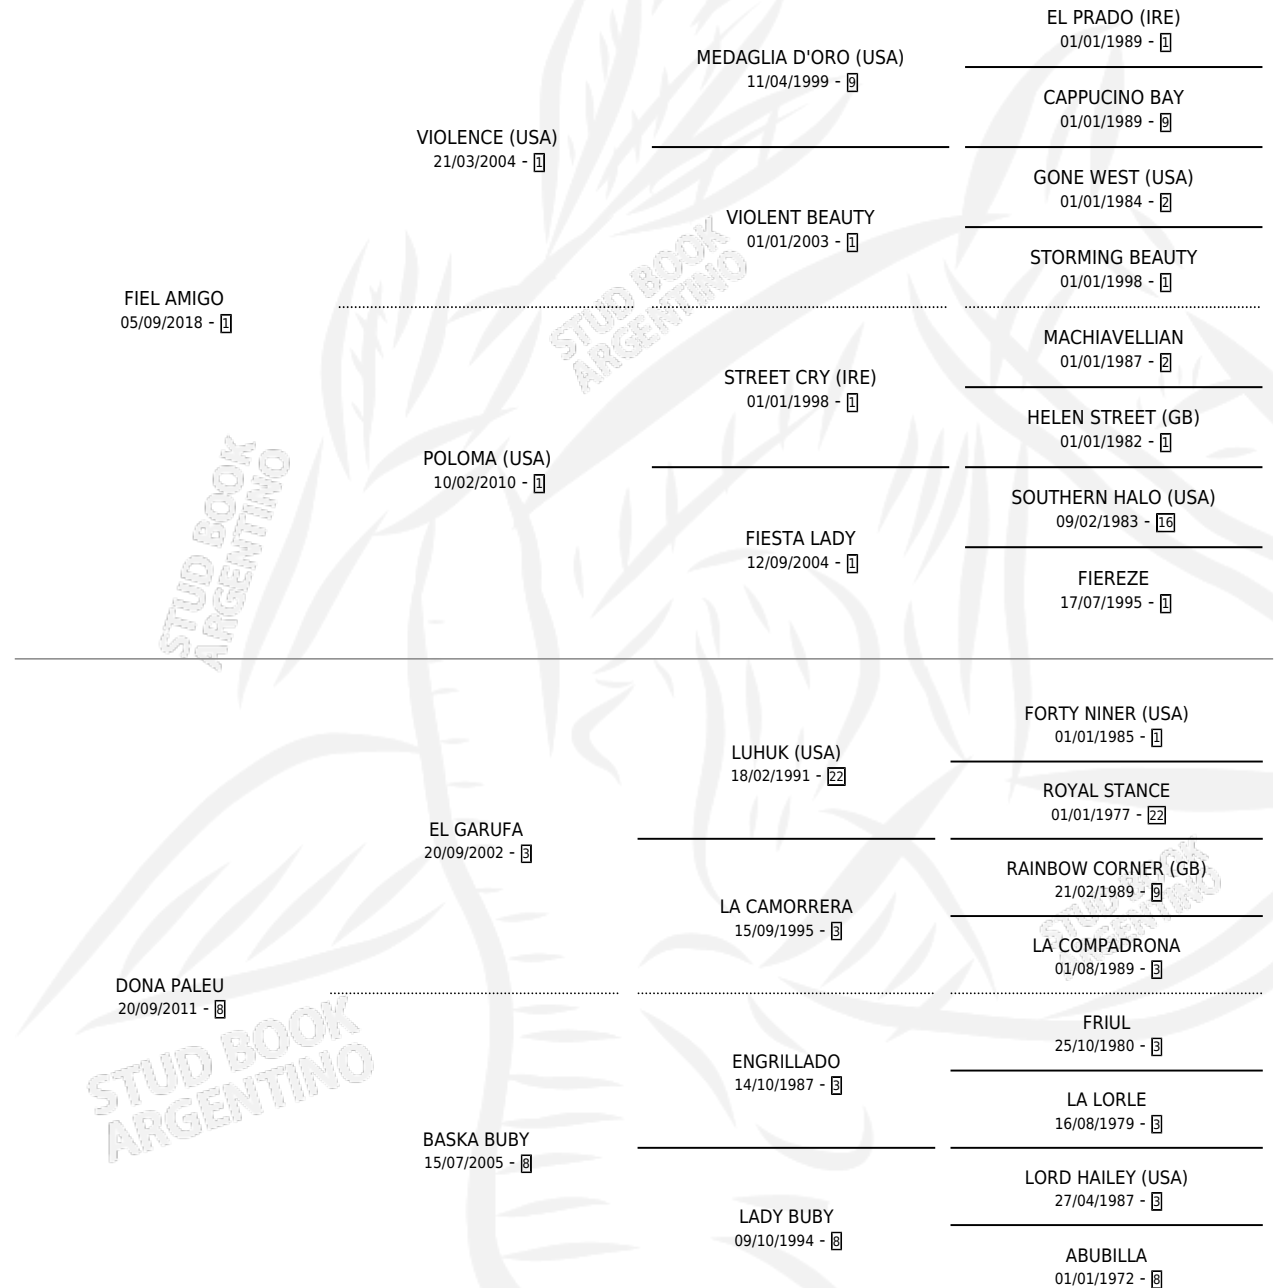 EL PRADO (IRE)
01/01/1989 - 1
MEDAGLIA D'ORO (USA)
11/04/1999 - 9
CAPPUCINO BAY
01/01/1989 - 9
VIOLENCE (USA)
21/03/2004 - 1
GONE WEST (USA)
01/01/1984 - 2
VIOLENT BEAUTY
01/01/2003 - 1
STORMING BEAUTY
01/01/1998 - 1
FIEL AMIGO
05/09/2018 - 1
MACHIAVELLIAN
01/01/1987 - 2
STREET CRY (IRE)
01/01/1998 - 1
HELEN STREET (GB)
01/01/1982 - 1
POLOMA (USA)
10/02/2010 - 1
SOUTHERN HALO (USA)
09/02/1983 - 16
FIESTA LADY
12/09/2004 - 1
FIEREZE
17/07/1995 - 1
STUD BOOK
ARGENTINO
STUD BOOK
ARGENTINO
FORTY NINER (USA)
01/01/1985 - 1
LUHUK (USA)
18/02/1991 - 22
ROYAL STANCE
01/01/1977 - 22
EL GARUFA
20/09/2002 - 3
RAINBOW CORNER (GB)
21/02/1989 - 9
LA CAMORRERA
15/09/1995 - 3
LA COMPADRONA
01/08/1989 - 3
DONA PALEU
20/09/2011 - 8
FRIUL
25/10/1980 - 3
ENGRILLADO
14/10/1987 - 3
LA LORLE
16/08/1979 - 3
BASKA BUBY
15/07/2005 - 8
LORD HAILEY (USA)
27/04/1987 - 3
LADY BUBY
09/10/1994 - 8
ABUBILLA
01/01/1972 - 8
STUD BOOK
ARGENTINO
STUD BOOK
ARGENTINO